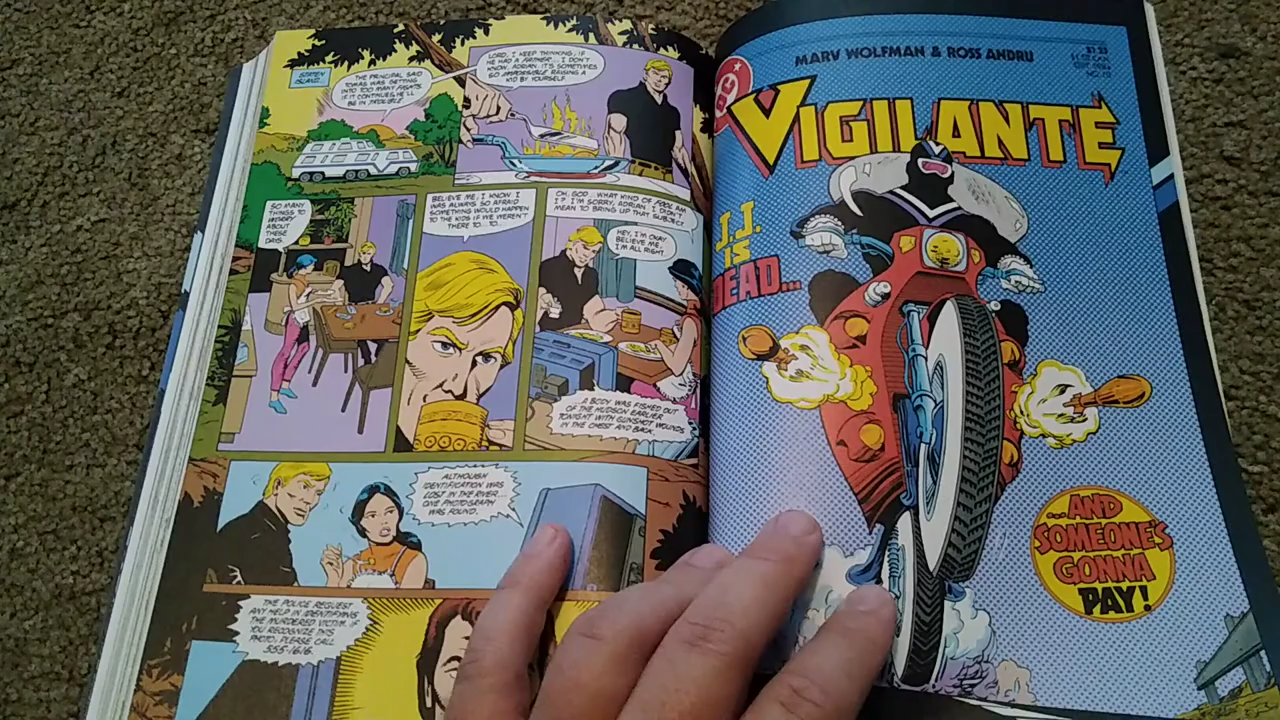 STATEN
ISLAND...
THE PRINCIPAL SAID
TOMAS WAS GETTING
INTO TOO MANY FIGHTS.
IF IT CONTINUES, HE'LL
BE IN TROUBLE.
LORD, I KEEP THINKING, IF
HE HAD A FATHER... I DON'T
KNOW, ADRIAN. IT'S SOMETIMES
SO IMPOSSIBLE RAISING A
KID BY YOURSELF.
SO MANY
THINGS TO
WORRY
ABOUT
THESE
DAYS.
BELIEVE ME, I KNOW. I
WAS ALWAYS SO AFRAID
SOMETHING WOULD HAPPEN
TO THE KIDS IF WE WEREN'T
THERE TO... TO...
OH, GOD... WHAT KIND OF FOOL AM
I? I'M SORRY, ADRIAN. I DIDN'T
MEAN TO BRING UP THAT SUBJECT.
HEY, I'M OKAY.
BELIEVE ME,
I'M ALL RIGHT.
...A BODY WAS FISHED OUT
OF THE HUDSON EARLIER
TONIGHT WITH GUNSHOT WOUNDS
IN THE CHEST AND BACK.
ALTHOUGH
IDENTIFICATION WAS
LOST IN THE RIVER...
ONE PHOTOGRAPH
WAS FOUND.
THE POLICE REQUEST
ANY HELP IN IDENTIFYING
THE MURDERED VICTIM. IF
YOU RECOGNIZE THIS
PHOTO, PLEASE CALL
555-1616.
MARV WOLFMAN & ROSS ANDRU
VIGILANTE
J.J.
IS
DEAD...
...AND
SOMEONE'S
GONNA
PAY!